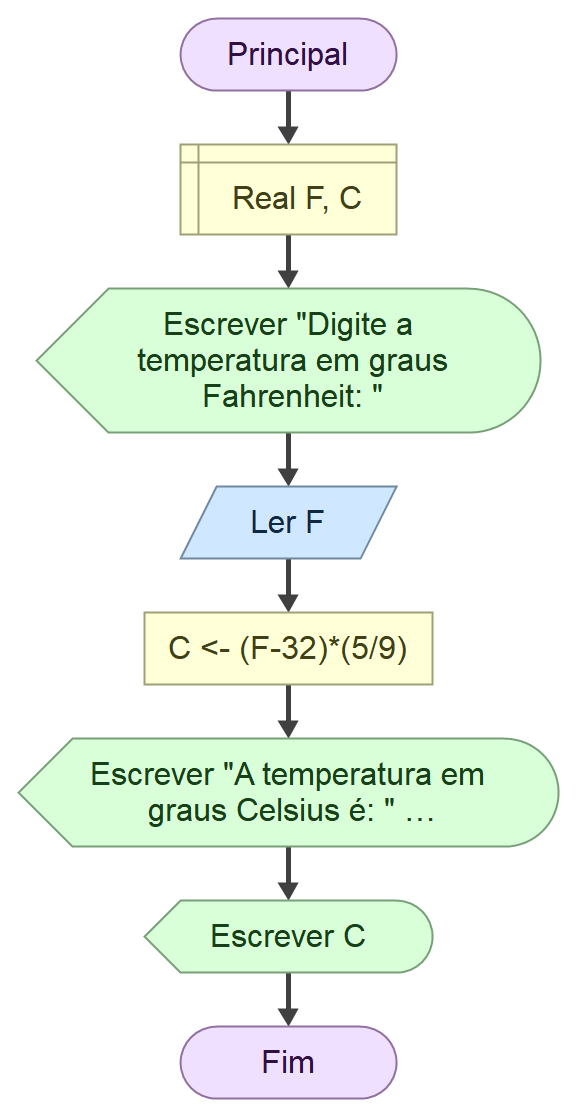 Principal
Real F, C
Escrever "Digite a
temperatura em graus
Fahrenheit: "
Ler F
C <- (F-32)*(5/9)
Escrever "A temperatura em
graus Celsius é: " …
Escrever C
Fim